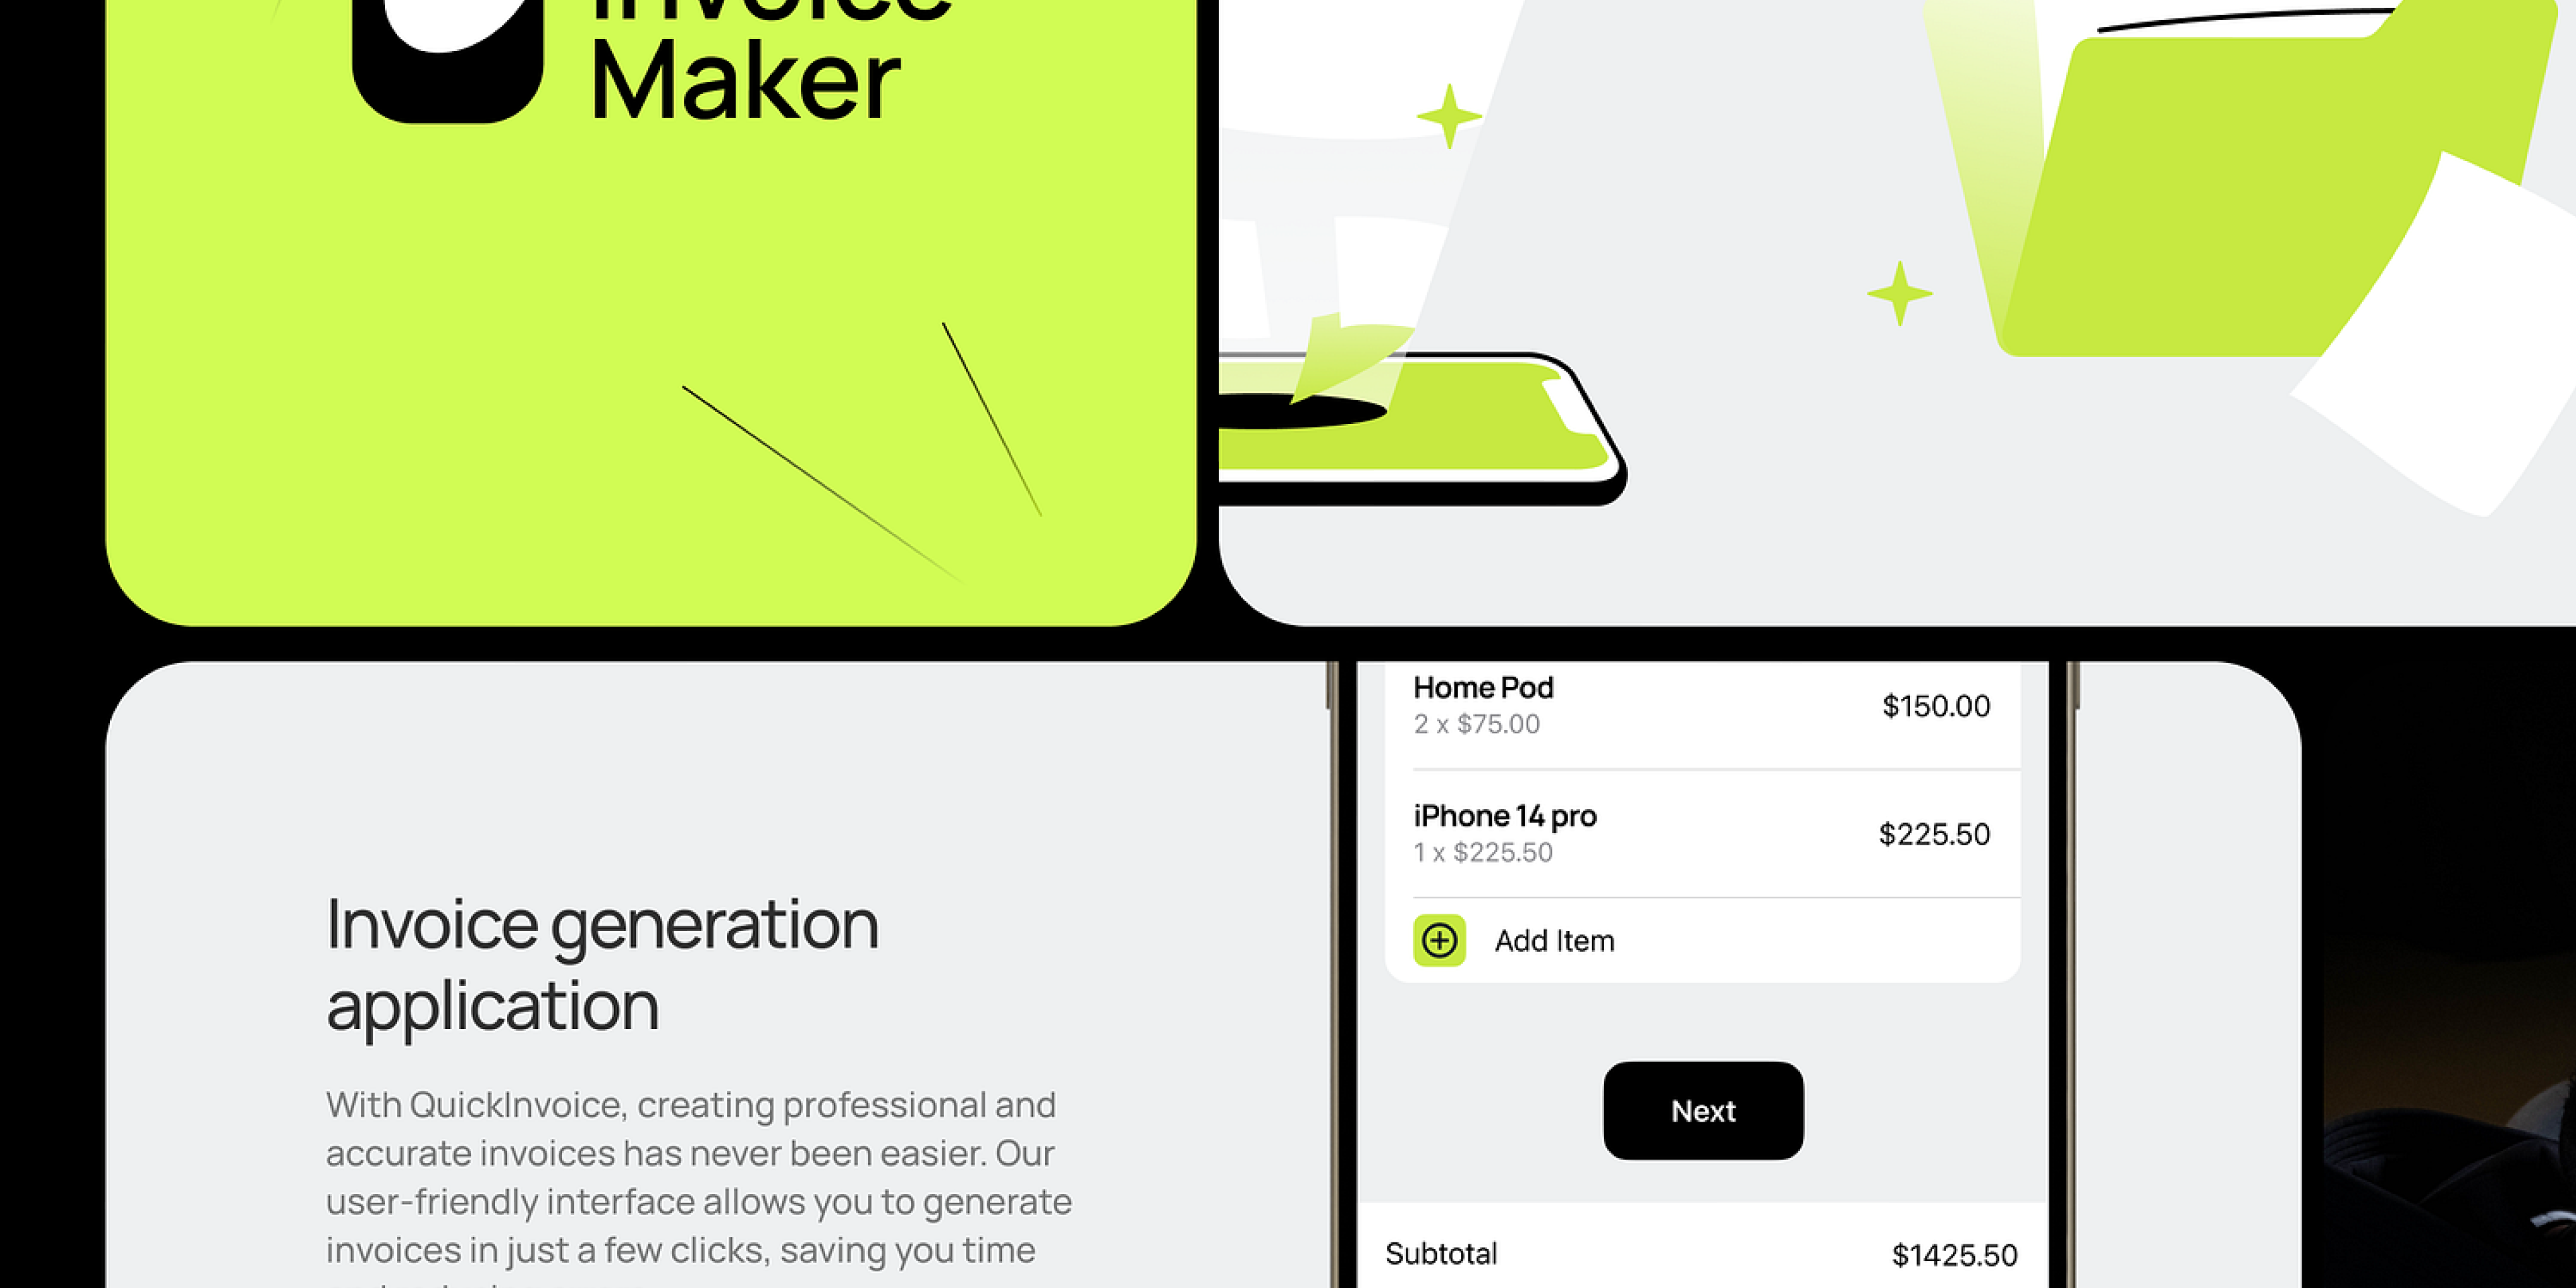 Invoice
Maker
Home Pod
2 x $75.00
$150.00
iPhone 14 pro
1 x $225.50
$225.50
Add Item
Next
Subtotal
$1425.50
Invoice generation
application
With QuickInvoice, creating professional and
accurate invoices has never been easier. Our
user-friendly interface allows you to generate
invoices in just a few clicks, saving you time